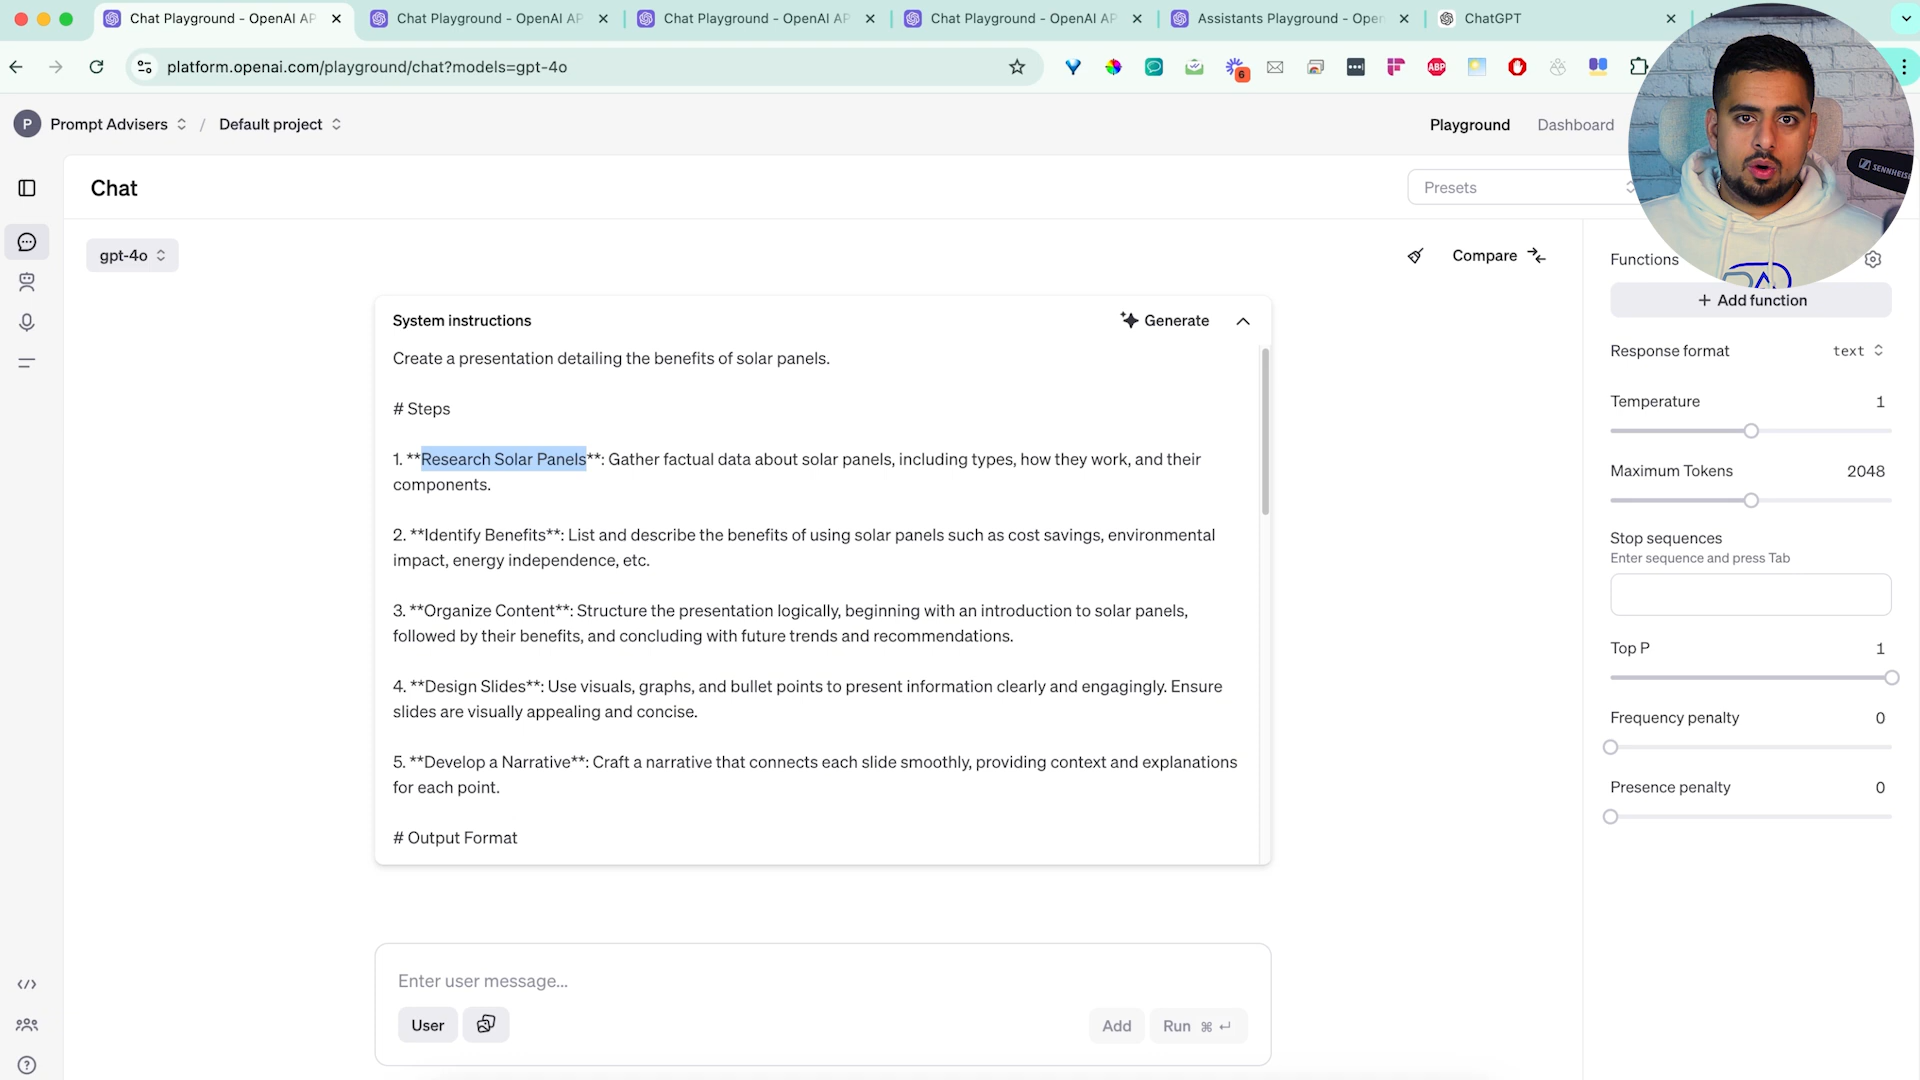 Chat Playground - OpenAI AP
Chat Playground - OpenAI AP
Chat Playground - OpenAI AP
Chat Playground - OpenAI AP
Assistants Playground - Open
ChatGPT
platform.openai.com/playground/chat?models=gpt-4o
6
ABP
P
Prompt Advisers
/
Default project
Playground
Dashboard
SENNHEISER
Chat
Presets
gpt-4o
Compare
Functions
+ Add function
System instructions
Generate
Create a presentation detailing the benefits of solar panels.
# Steps
1. **Research Solar Panels**: Gather factual data about solar panels, including types, how they work, and their
components.
2. **Identify Benefits**: List and describe the benefits of using solar panels such as cost savings, environmental
impact, energy independence, etc.
3. **Organize Content**: Structure the presentation logically, beginning with an introduction to solar panels,
followed by their benefits, and concluding with future trends and recommendations.
4. **Design Slides**: Use visuals, graphs, and bullet points to present information clearly and engagingly. Ensure
slides are visually appealing and concise.
5. **Develop a Narrative**: Craft a narrative that connects each slide smoothly, providing context and explanations
for each point.
# Output Format
Response format
text
Temperature
1
Maximum Tokens
2048
Stop sequences
Enter sequence and press Tab
Top P
1
Frequency penalty
0
Presence penalty
0
Enter user message...
User
Add
Run ⌘ ↵